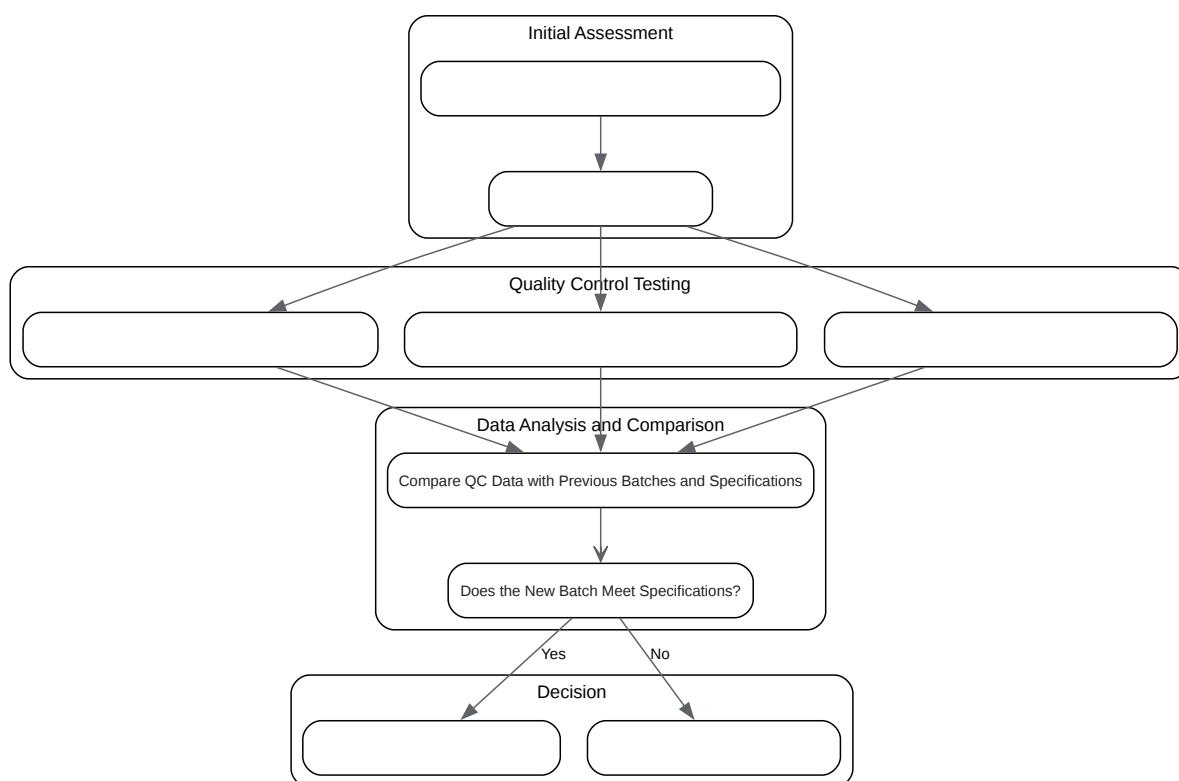 Initial Assessment
Quality Control Testing
Data Analysis and Comparison
Compare QC Data with Previous Batches and Specifications
Does the New Batch Meet Specifications?
Yes
No
Decision